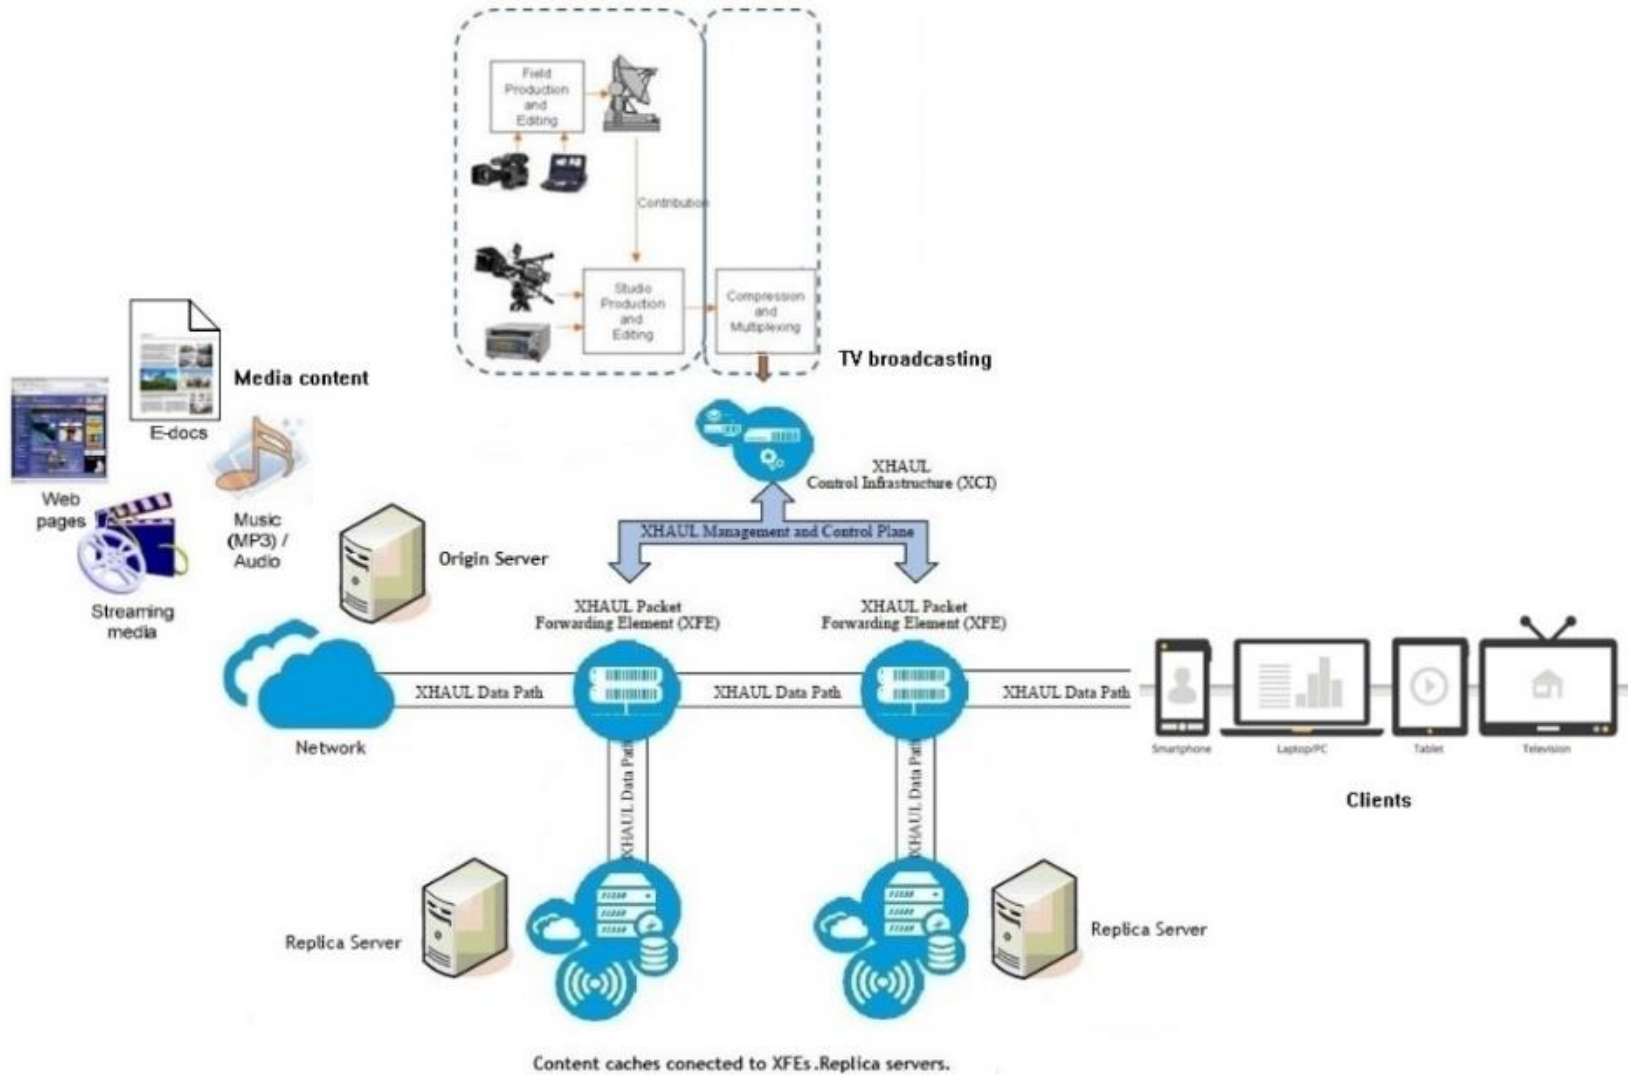 Field
Production
and
Editing
Contribution
Studio
Production
and
Editing
Compression
and
Multiplexing
TV broadcasting
Media content
E-docs
Web
pages
Music
(MP3) /
Audio
Streaming
media
Origin Server
XHAUL
Control Infrastructure (XCI)
XHAUL Management and Control Plane
XHAUL Packet
Forwarding Element (XFE)
XHAUL Packet
Forwarding Element (XFE)
Network
XHAUL Data Path
XHAUL Data Path
XHAUL Data Path
Smartphone
Laptop/PC
Tablet
Television
Clients
XHAUL Data Path
XHAUL Data Path
Replica Server
Replica Server
Content caches conected to XFEs.Replica servers.